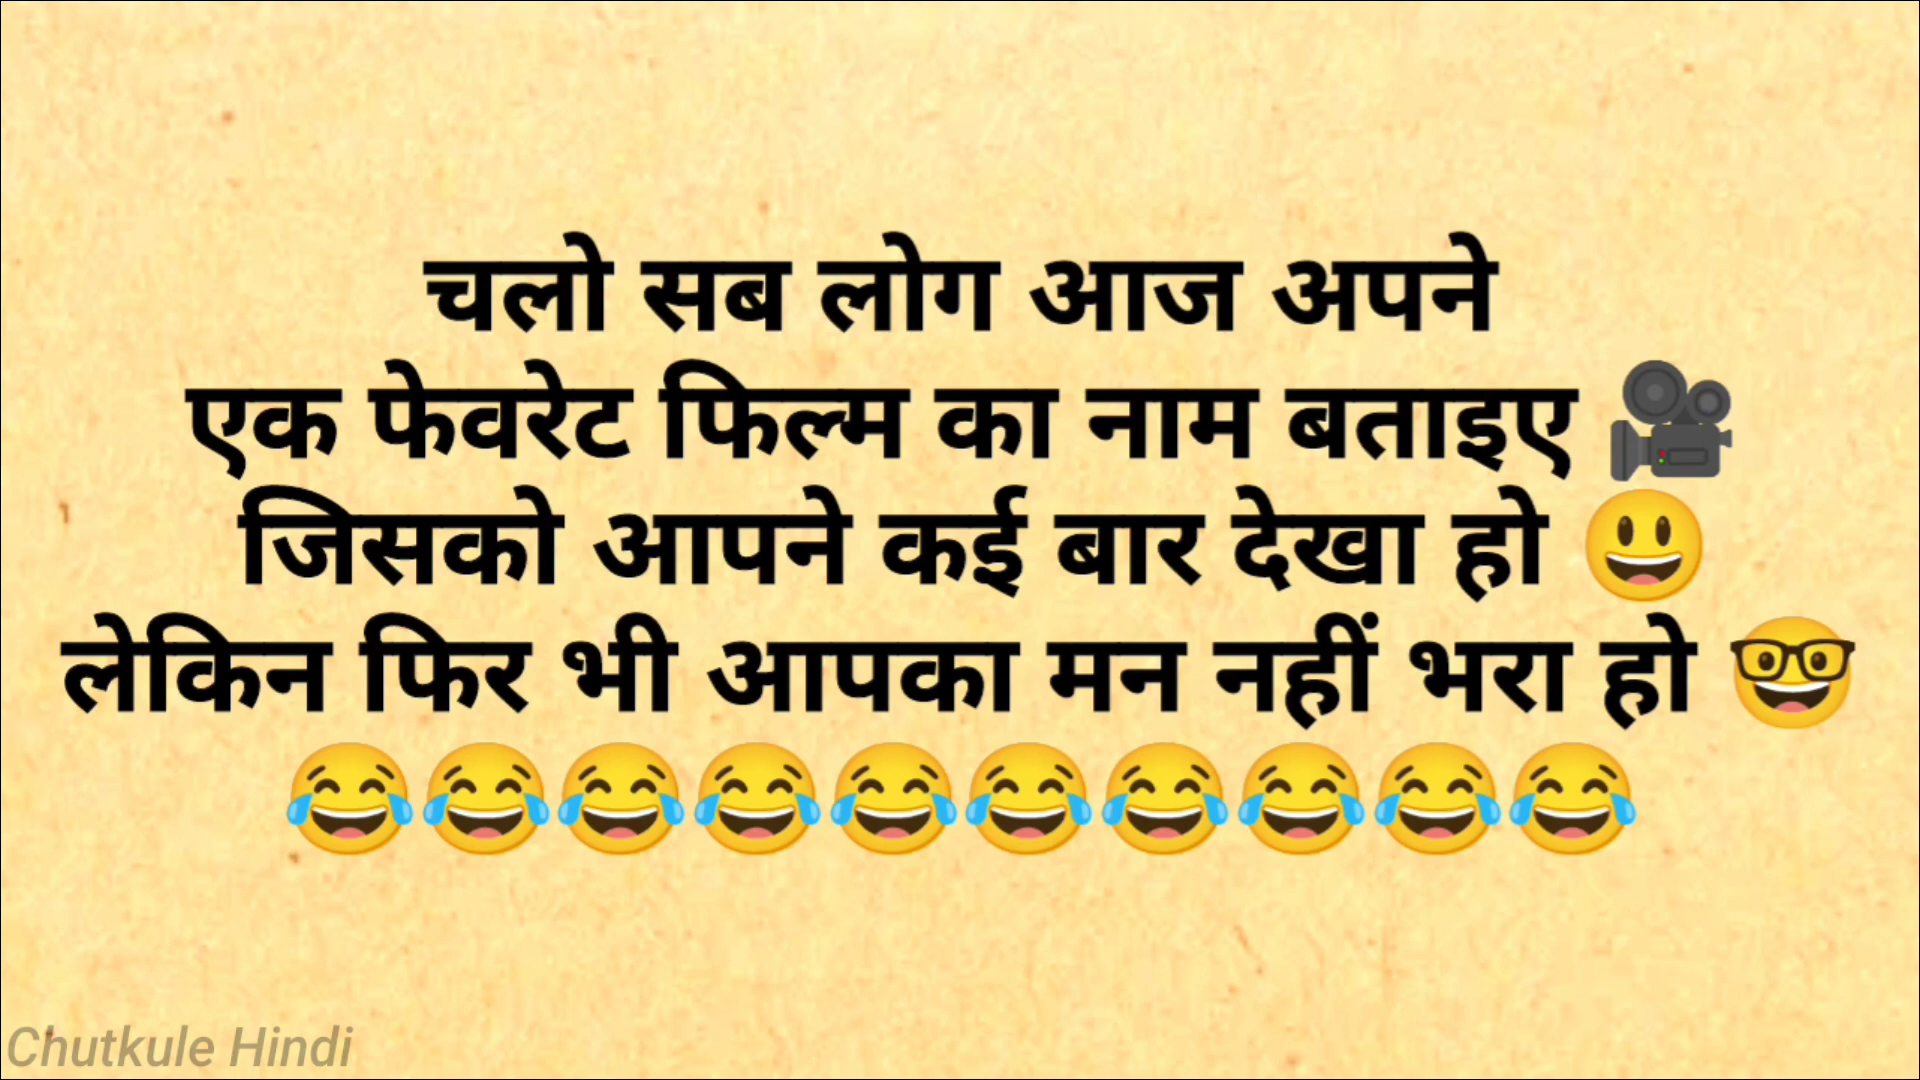 चलो सब लोग आज अपने
एक फेवरेट फिल्म का नाम बताइए 🎥
जिसको आपने कई बार देखा हो 😃
लेकिन फिर भी आपका मन नहीं भरा हो 🤓
😂😂😂😂😂😂😂😂😂😂
Chutkule Hindi